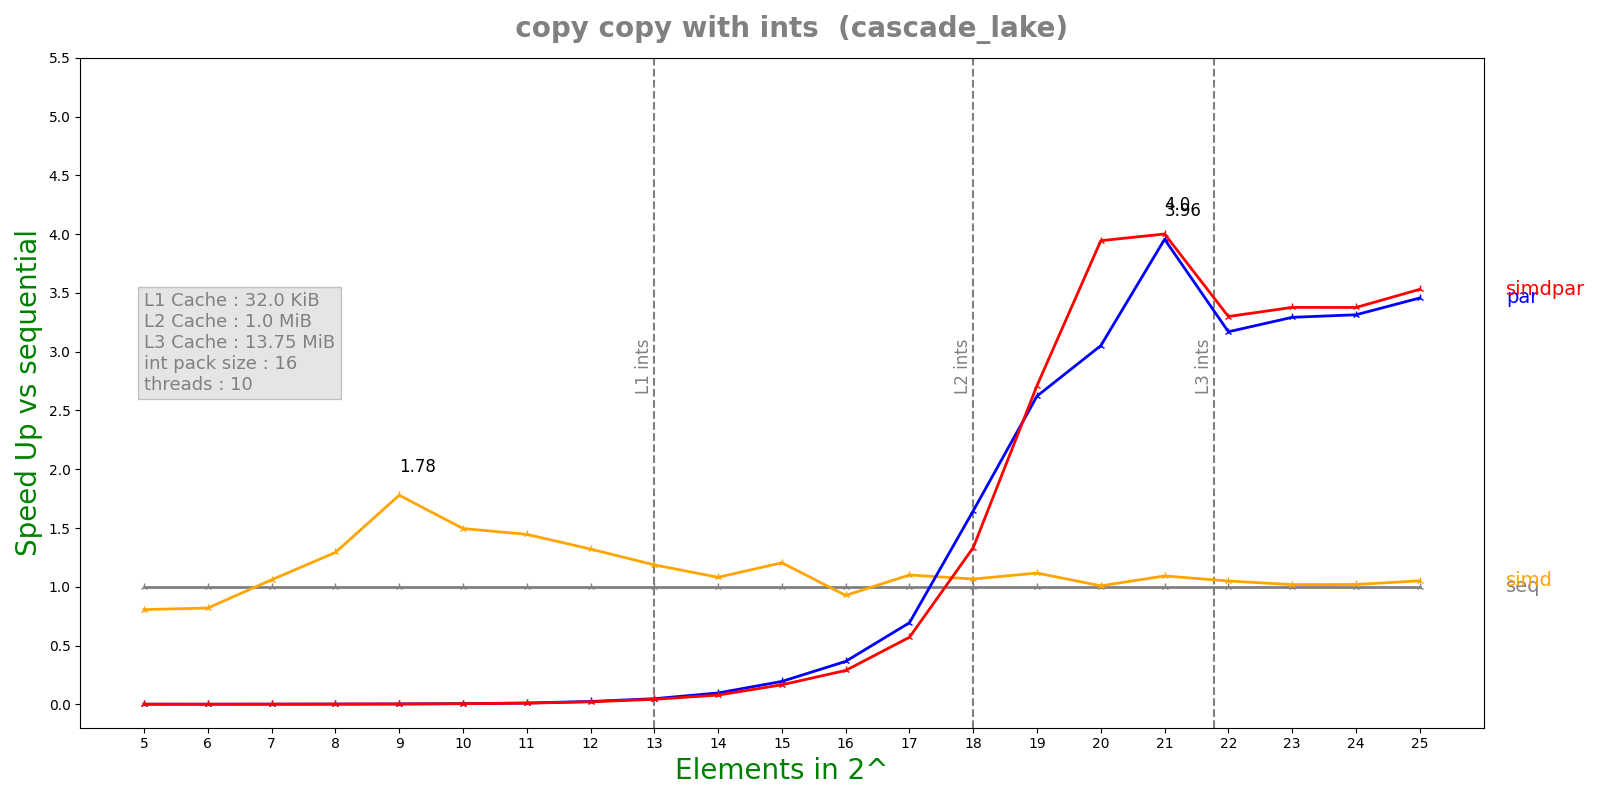 copy copy with ints (cascade_lake)
Speed Up vs sequential
5.5
5.0
4.5
4.0
3.5
3.0
2.5
2.0
1.5
1.0
0.5
0.0
L1 Cache : 32.0 KiB
L2 Cache : 1.0 MiB
L3 Cache : 13.75 MiB
int pack size : 16
threads : 10
1.78
4.0
3.96
L1 ints
L2 ints
L3 ints
simdpar
par
simd
seq
5 6 7 8 9 10 11 12 13 14 15 16 17 18 19 20 21 22 23 24 25
Elements in 2^